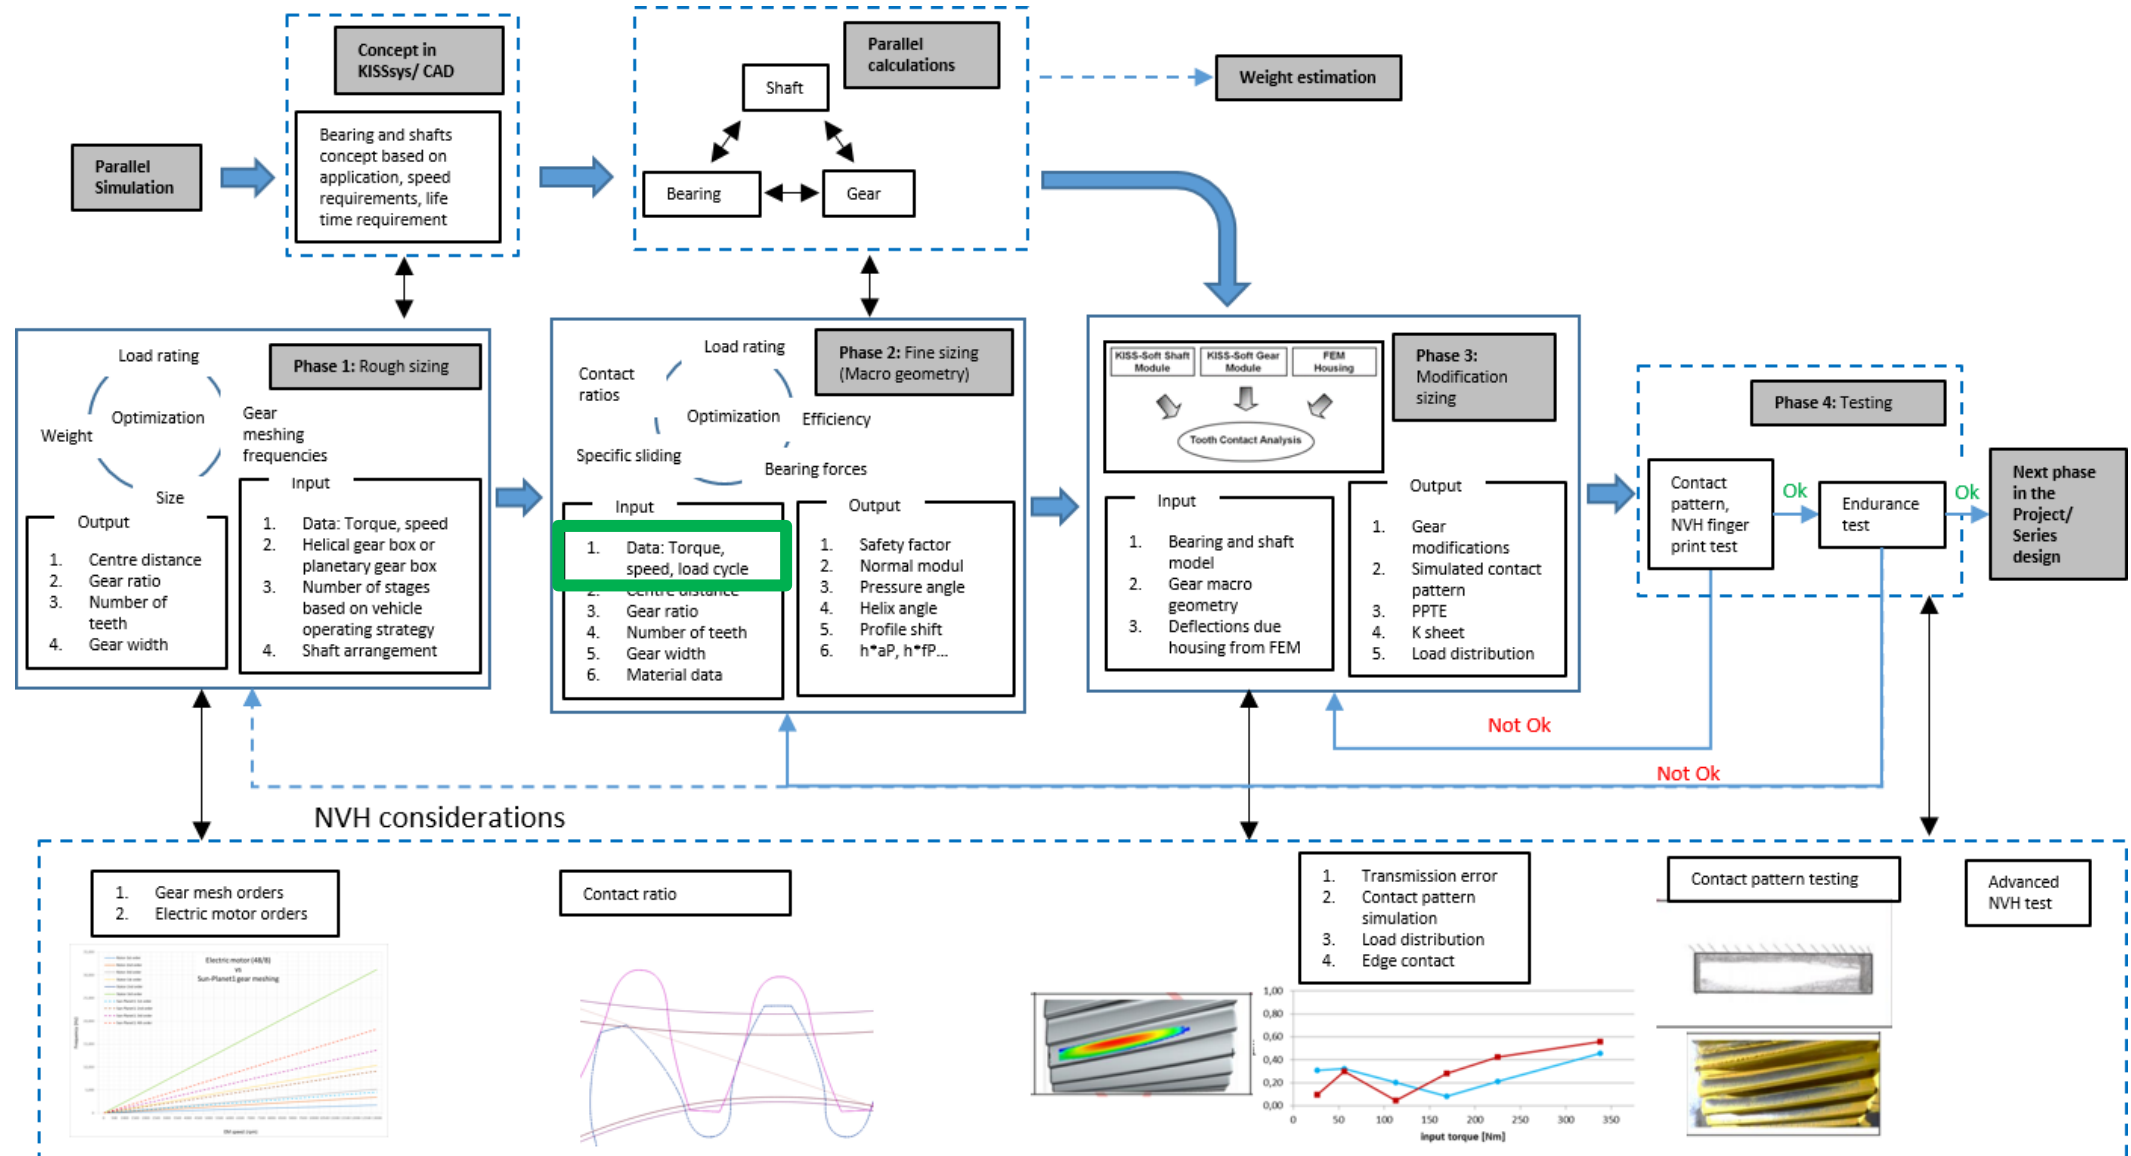 Concept in
KISSsys/ CAD
Bearing and shafts
concept based on
application, speed
requirements, life
time requirement
Parallel
calculations
Shaft
Bearing
Gear
Weight estimation
Parallel
Simulation
Phase 1: Rough sizing
Load rating
Optimization
Weight
Size
Gear
meshing
frequencies
Output
1. Centre distance
2. Gear ratio
3. Number of
teeth
4. Gear width
Input
1. Data: Torque, speed
2. Helical gear box or
planetary gear box
3. Number of stages
based on vehicle
operating strategy
4. Shaft arrangement
Phase 2: Fine sizing
(Macro geometry)
Load rating
Contact
ratios
Optimization
Efficiency
Specific sliding
Bearing forces
Input
1. Data: Torque,
speed, load cycle
2. Centre distance
3. Gear ratio
4. Number of teeth
5. Gear width
6. Material data
Output
1. Safety factor
2. Normal modul
3. Pressure angle
4. Helix angle
5. Profile shift
6. h*aP, h*fP...
Phase 3:
Modification
sizing
KISS-Soft Shaft
Module
KISS-Soft Gear
Module
FEM
Housing
Tooth Contact Analysis
Input
1. Bearing and shaft
model
2. Gear macro
geometry
3. Deflections due
housing from FEM
Output
1. Gear
modifications
2. Simulated contact
pattern
3. PPTE
4. K sheet
5. Load distribution
Phase 4: Testing
Contact
pattern,
NVH finger
print test
Ok
Endurance
test
Ok
Next phase
in the
Project/
Series
design
Not Ok
Not Ok
NVH considerations
1. Gear mesh orders
2. Electric motor orders
Electric motor (48/8)
vs
Sun-Planet1 gear meshing
Contact ratio
1. Transmission error
2. Contact pattern
simulation
3. Load distribution
4. Edge contact
1,00
0,80
0,60
0,40
0,20
0,00
0 50 100 150 200 250 300 350
Input torque [Nm]
Contact pattern testing
Advanced
NVH test